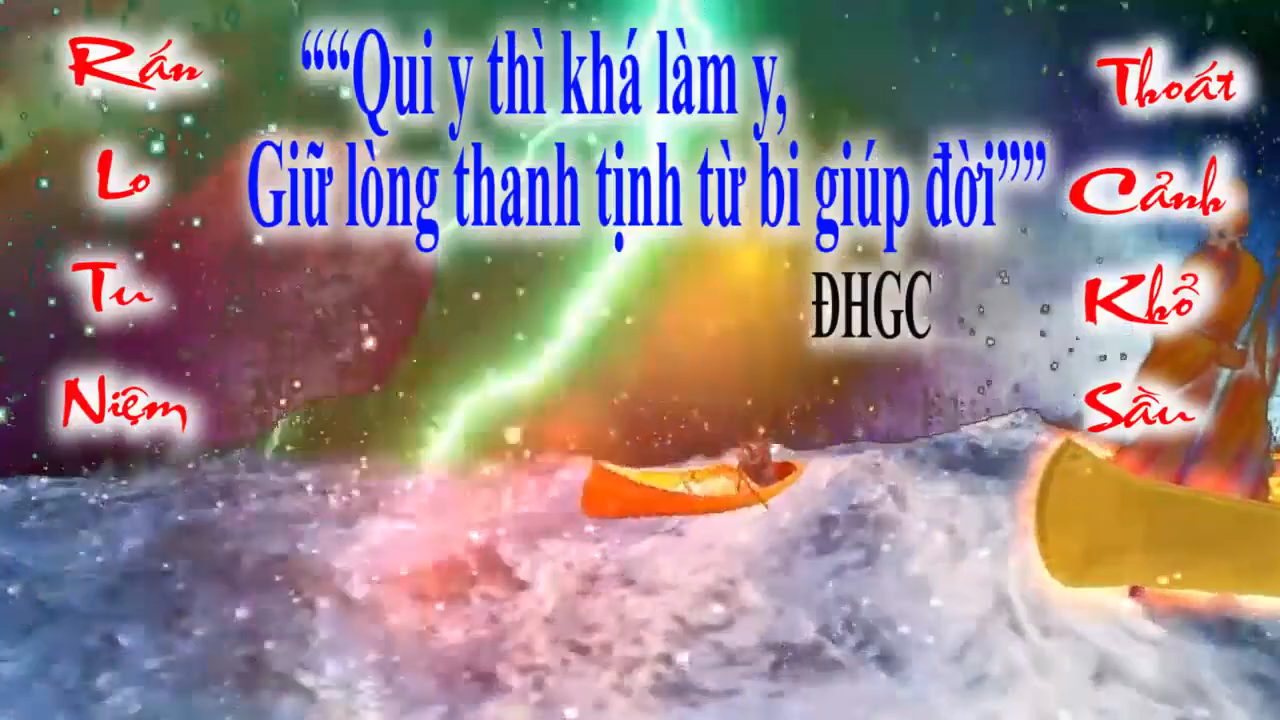 Rấn
Lo
Tu
Niệm
““Qui y thì khá làm y,
Giữ lòng thanh tịnh từ bi giúp đời””
ĐHGC
Thoát
Cảnh
Khổ
Sầu